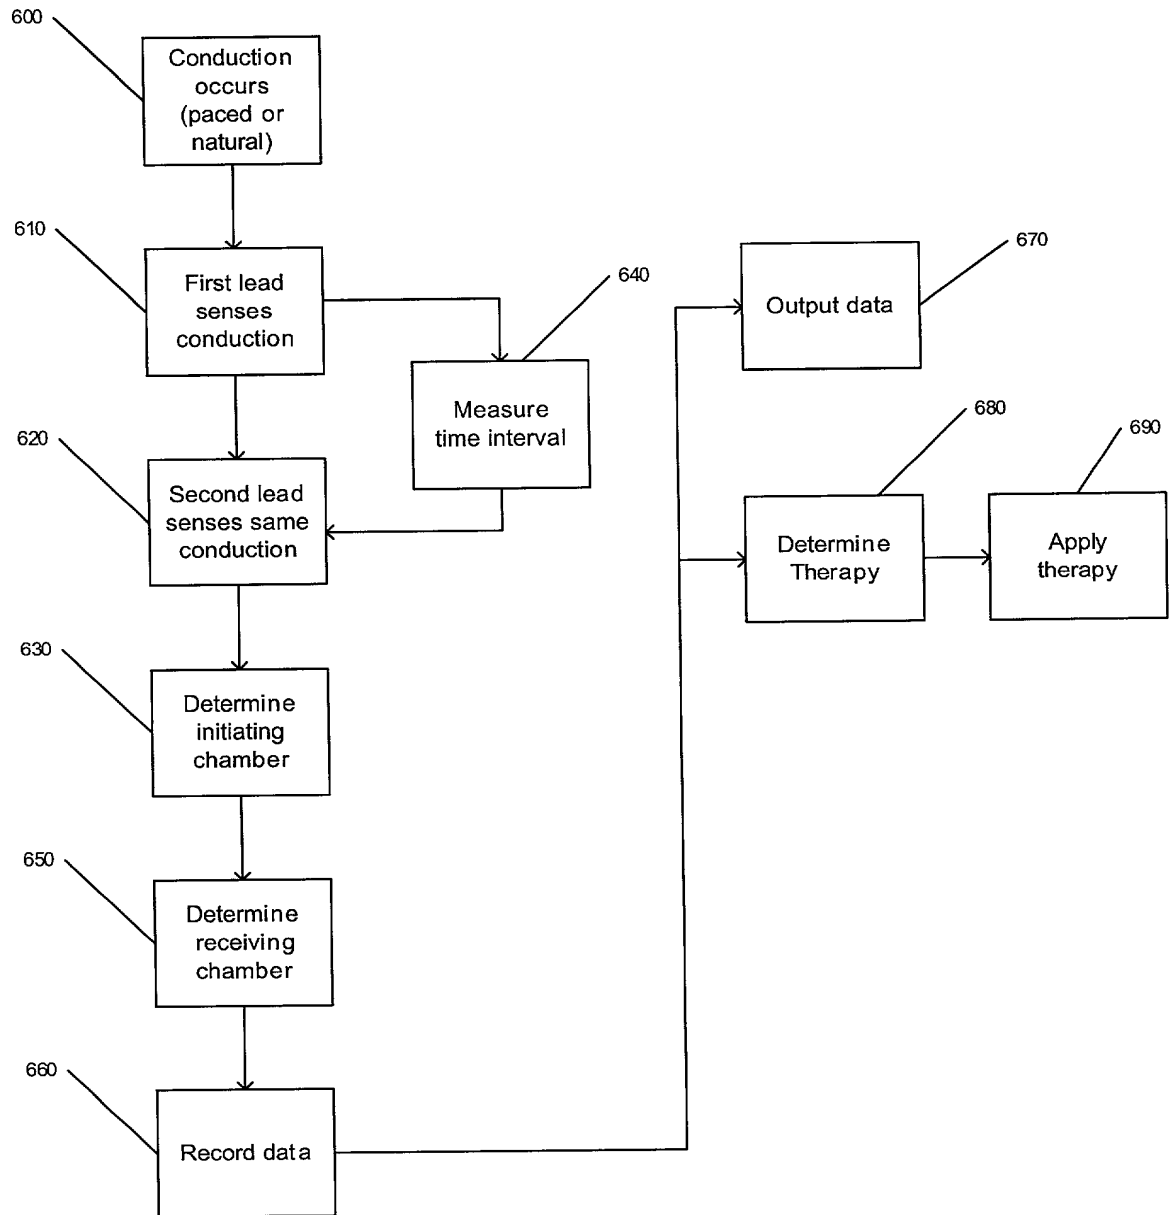 600
Conduction
occurs
(paced or
natural)
610
First lead
senses
conduction
640
Measure
time interval
620
Second lead
senses same
conduction
630
Determine
initiating
chamber
650
Determine
receiving
chamber
660
Record data
670
Output data
680
Determine
Therapy
690
Apply
therapy